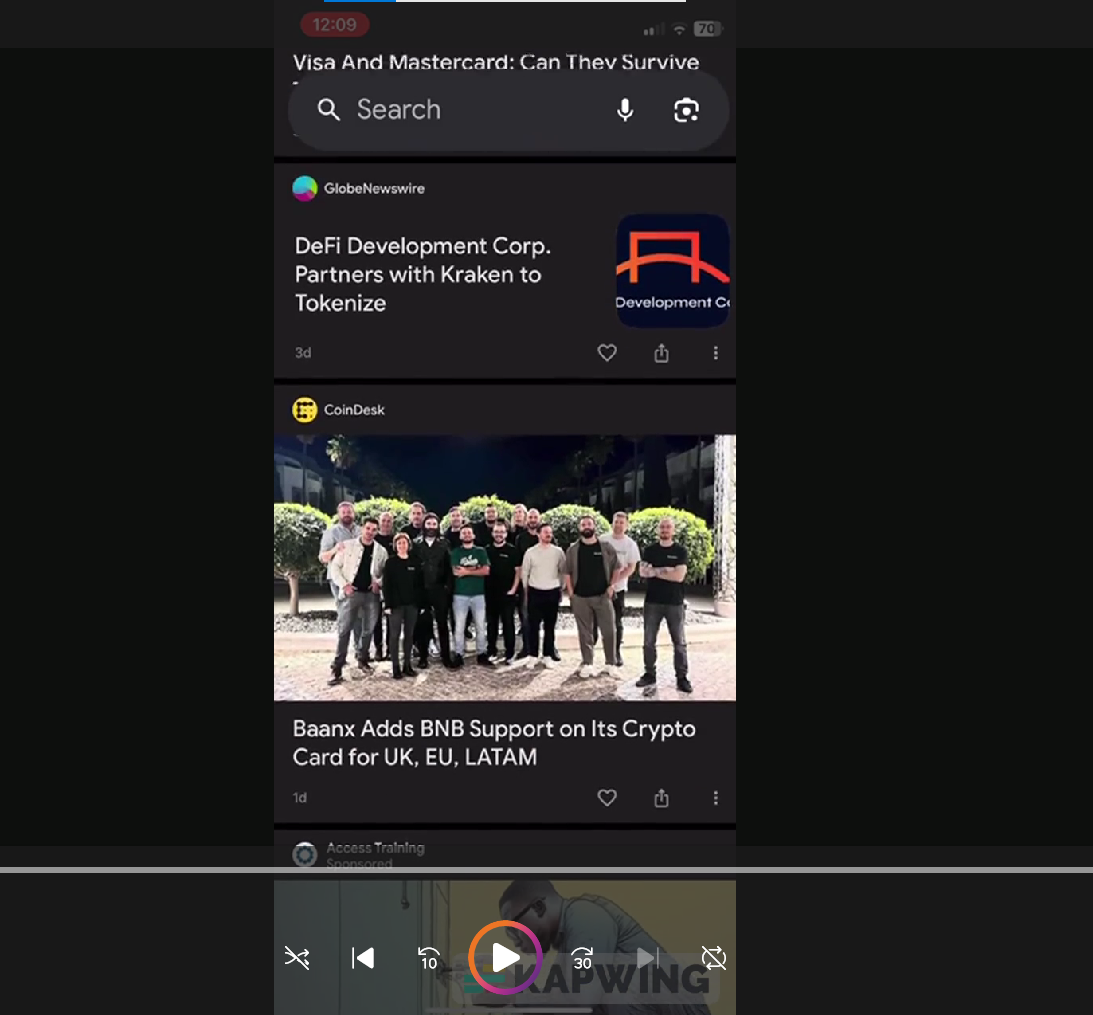 12:09
70
Visa And Mastercard: Can They Survive
Search
GlobeNewswire
DeFi Development Corp.
Partners with Kraken to
Tokenize
Development
3d
CoinDesk
Baanx Adds BNB Support on Its Crypto
Card for UK, EU, LATAM
1d
Access Training
Sponsored
10
30
KAPWING